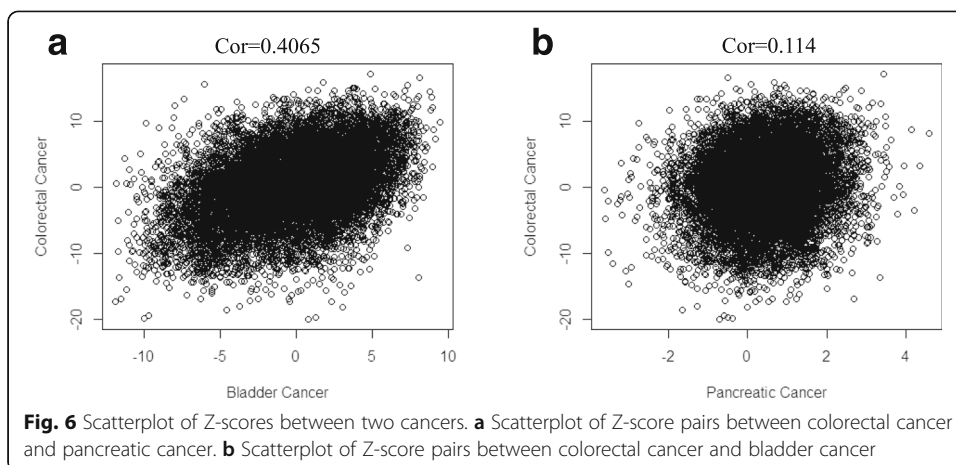 a
Cor=0.4065
Colorectal Cancer
10
0
-10
-20
-10
-5
0
5
10
Bladder Cancer
b
Cor=0.114
Colorectal Cancer
10
0
-10
-20
-2
0
2
4
Pancreatic Cancer
Fig. 6 Scatterplot of Z-scores between two cancers. a Scatterplot of Z-score pairs between colorectal cancer
and pancreatic cancer. b Scatterplot of Z-score pairs between colorectal cancer and bladder cancer